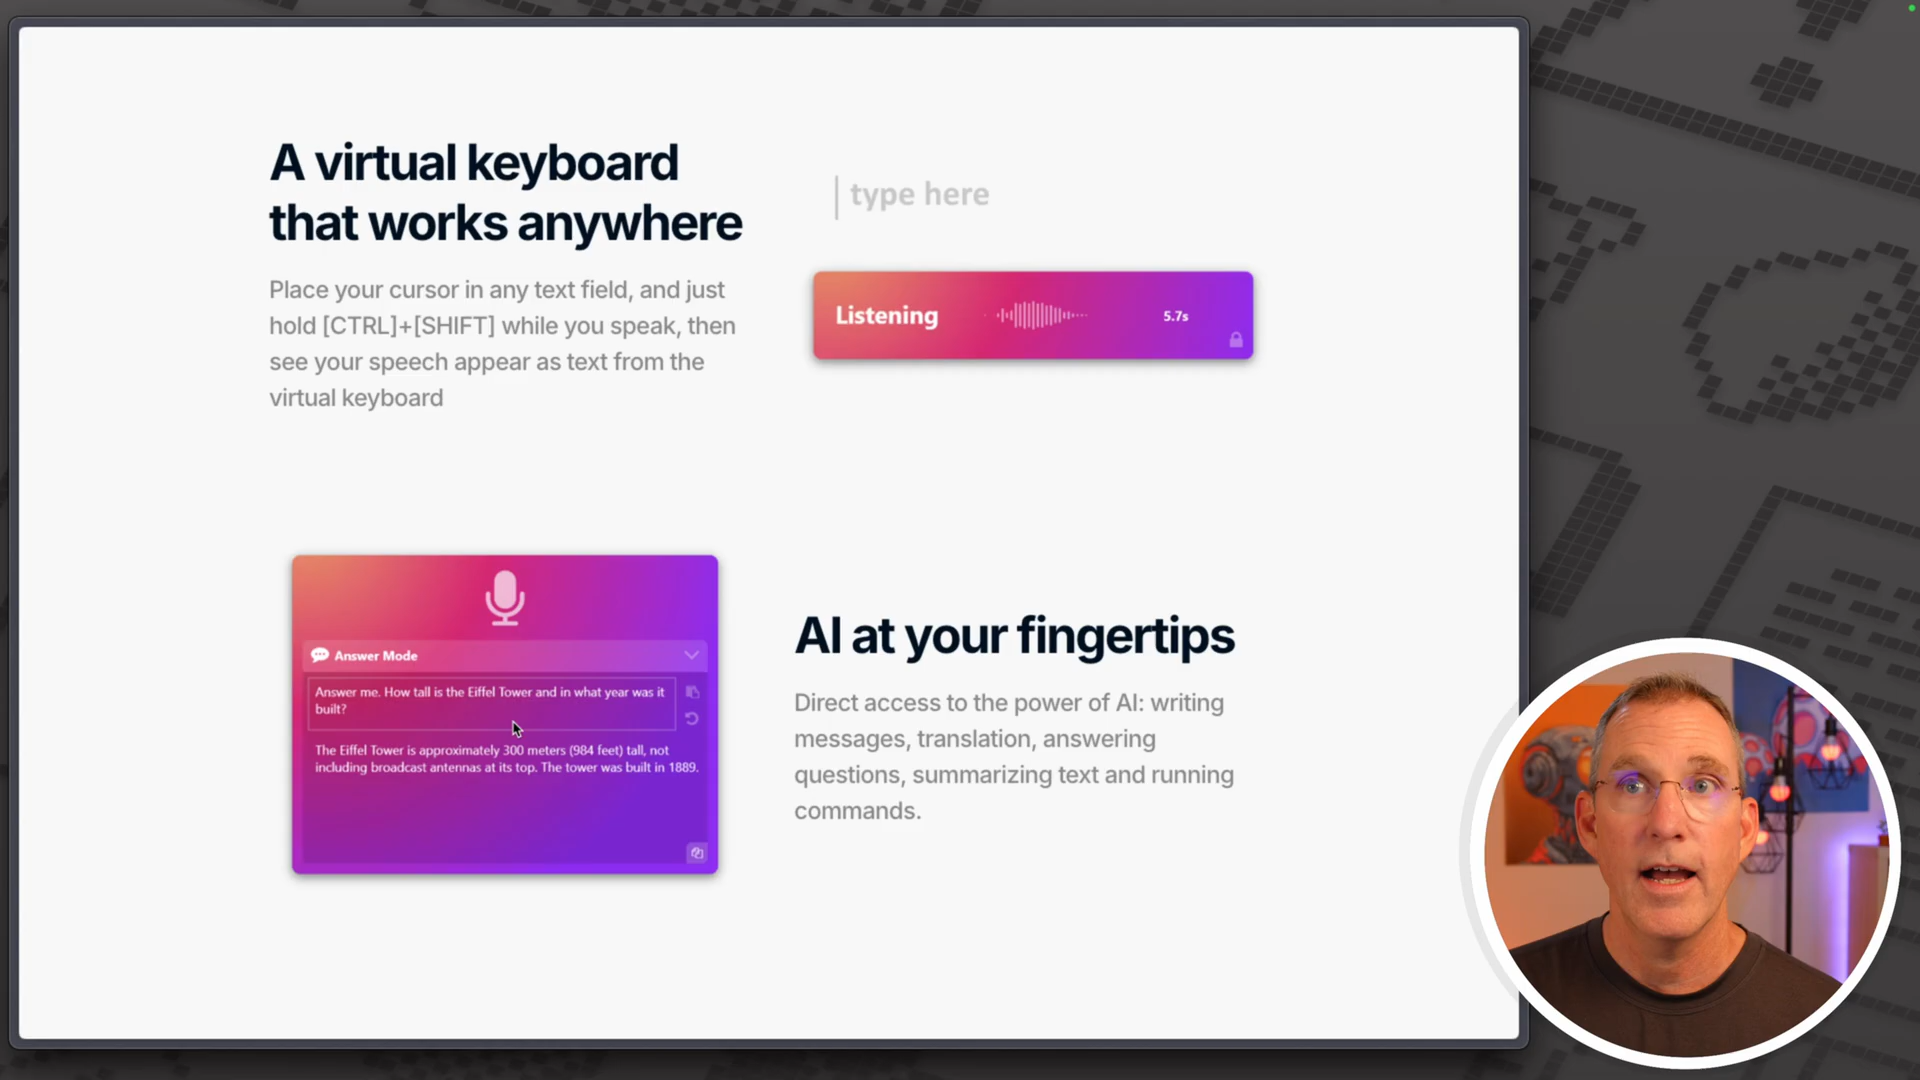 A virtual keyboard
that works anywhere
Place your cursor in any text field, and just
hold [CTRL]+[SHIFT] while you speak, then
see your speech appear as text from the
virtual keyboard
type here
Listening
5.7s
Answer Mode
Answer me. How tall is the Eiffel Tower and in what year was it
built?
The Eiffel Tower is approximately 300 meters (984 feet) tall, not
including broadcast antennas at its top. The tower was built in 1889.
AI at your fingertips
Direct access to the power of AI: writing
messages, translation, answering
questions, summarizing text and running
commands.